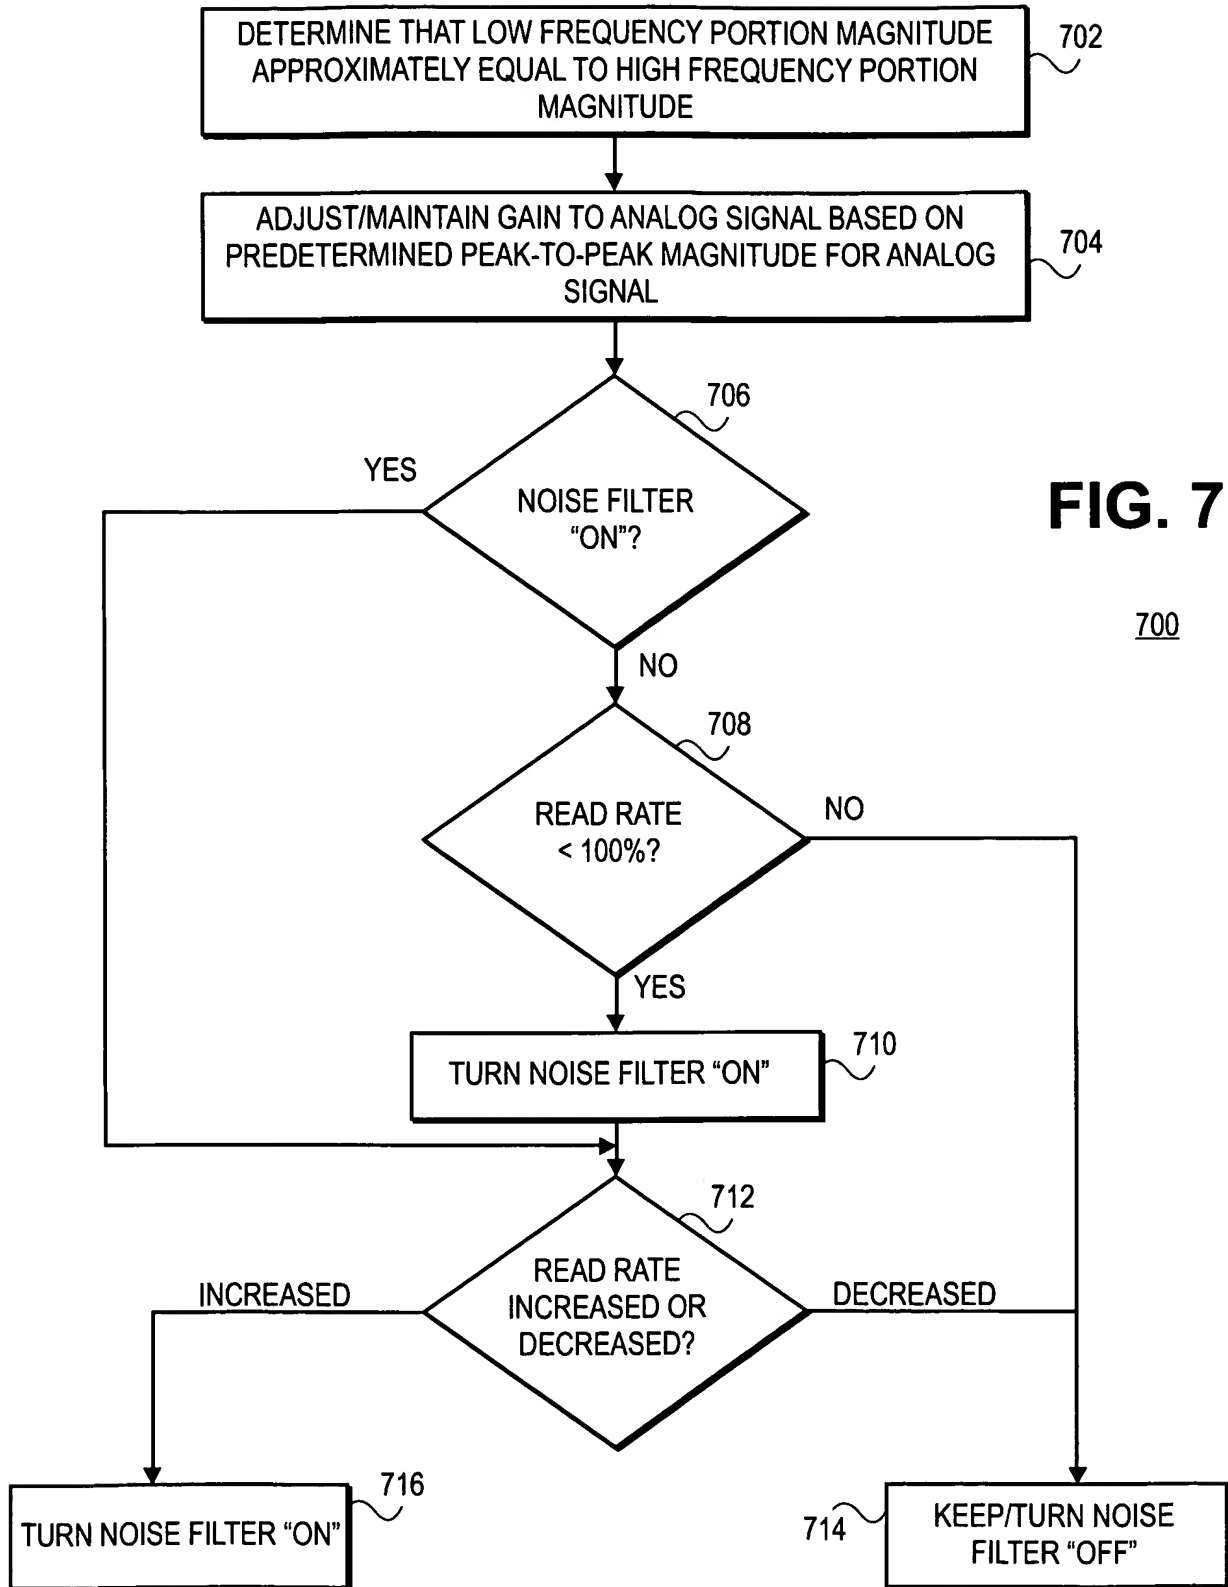 DETERMINE THAT LOW FREQUENCY PORTION MAGNITUDE
APPROXIMATELY EQUAL TO HIGH FREQUENCY PORTION
MAGNITUDE
702
ADJUST/MAINTAIN GAIN TO ANALOG SIGNAL BASED ON
PREDETERMINED PEAK-TO-PEAK MAGNITUDE FOR ANALOG
SIGNAL
704
706
YES
NOISE FILTER
“ON”?
FIG. 7
700
NO
708
READ RATE
< 100%?
NO
YES
710
TURN NOISE FILTER “ON”
712
READ RATE
INCREASED OR
DECREASED?
INCREASED
DECREASED
716
TURN NOISE FILTER “ON”
714
KEEP/TURN NOISE
FILTER “OFF”